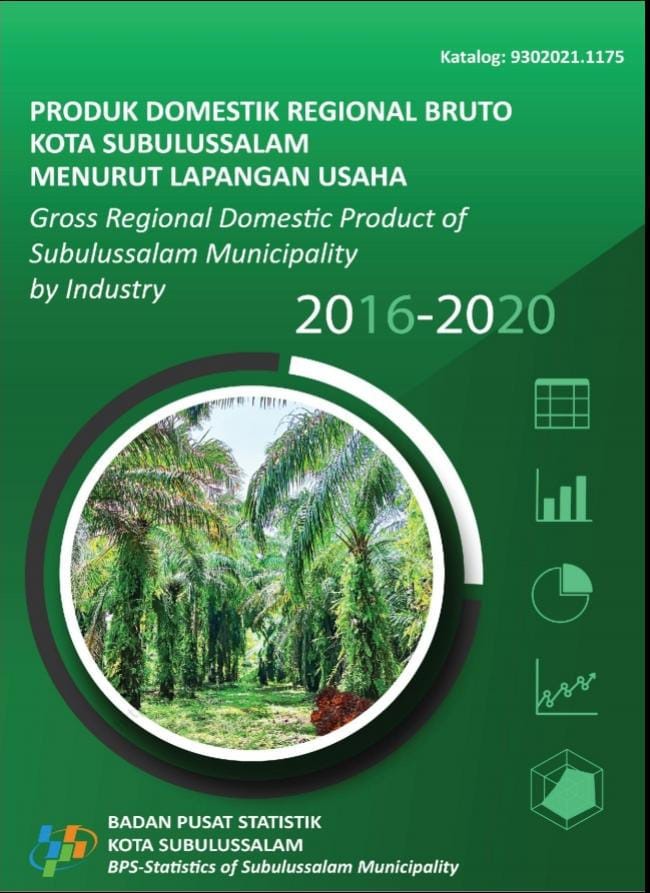 Katalog: 9302021.1175
PRODUK DOMESTIK REGIONAL BRUTO
KOTA SUBULUSSALAM
MENURUT LAPANGAN USAHA
Gross Regional Domestic Product of
Subulussalam Municipality
by Industry
2016-2020
BADAN PUSAT STATISTIK
KOTA SUBULUSSALAM
BPS-Statistics of Subulussalam Municipality